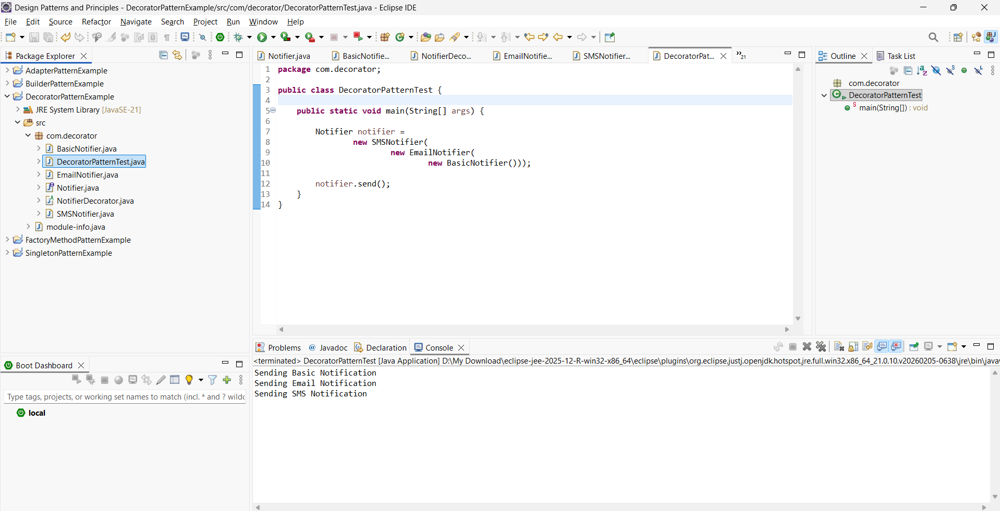 Design Patterns and Principles - DecoratorPatternExample/src/com/decorator/DecoratorPatternTest.java - Eclipse IDE
File Edit Source Refactor Navigate Search Project Run Window Help
Package Explorer
AdapterPatternExample
BuilderPatternExample
DecoratorPatternExample
JRE System Library [JavaSE-21]
src
com.decorator
BasicNotifier.java
DecoratorPatternTest.java
EmailNotifier.java
Notifier.java
NotifierDecorator.java
SMSNotifier.java
module-info.java
FactoryMethodPatternExample
SingletonPatternExample
Boot Dashboard
Type tags, projects, or working set names to match (incl. * and ? wildc
local
Notifier.java BasicNotifie... NotifierDeco... EmailNotifie... SMSNotifier... DecoratorPat... »21
1 package com.decorator;
2
3 public class DecoratorPatternTest {
4
5 public static void main(String[] args) {
6
7 Notifier notifier =
8 new SMSNotifier(
9 new EmailNotifier(
10 new BasicNotifier()));
11
12 notifier.send();
13 }
14 }
Outline Task List
com.decorator
DecoratorPatternTest
main(String[]) : void
Problems @ Javadoc Declaration Console
<terminated> DecoratorPatternTest [Java Application] D:\My Download\eclipse-jee-2025-12-R-win32-x86_64\eclipse\plugins\org.eclipse.justj.openjdk.hotspot.jre.full.win32.x86_64_21.0.10.v20260205-0638\jre\bin\java
Sending Basic Notification
Sending Email Notification
Sending SMS Notification